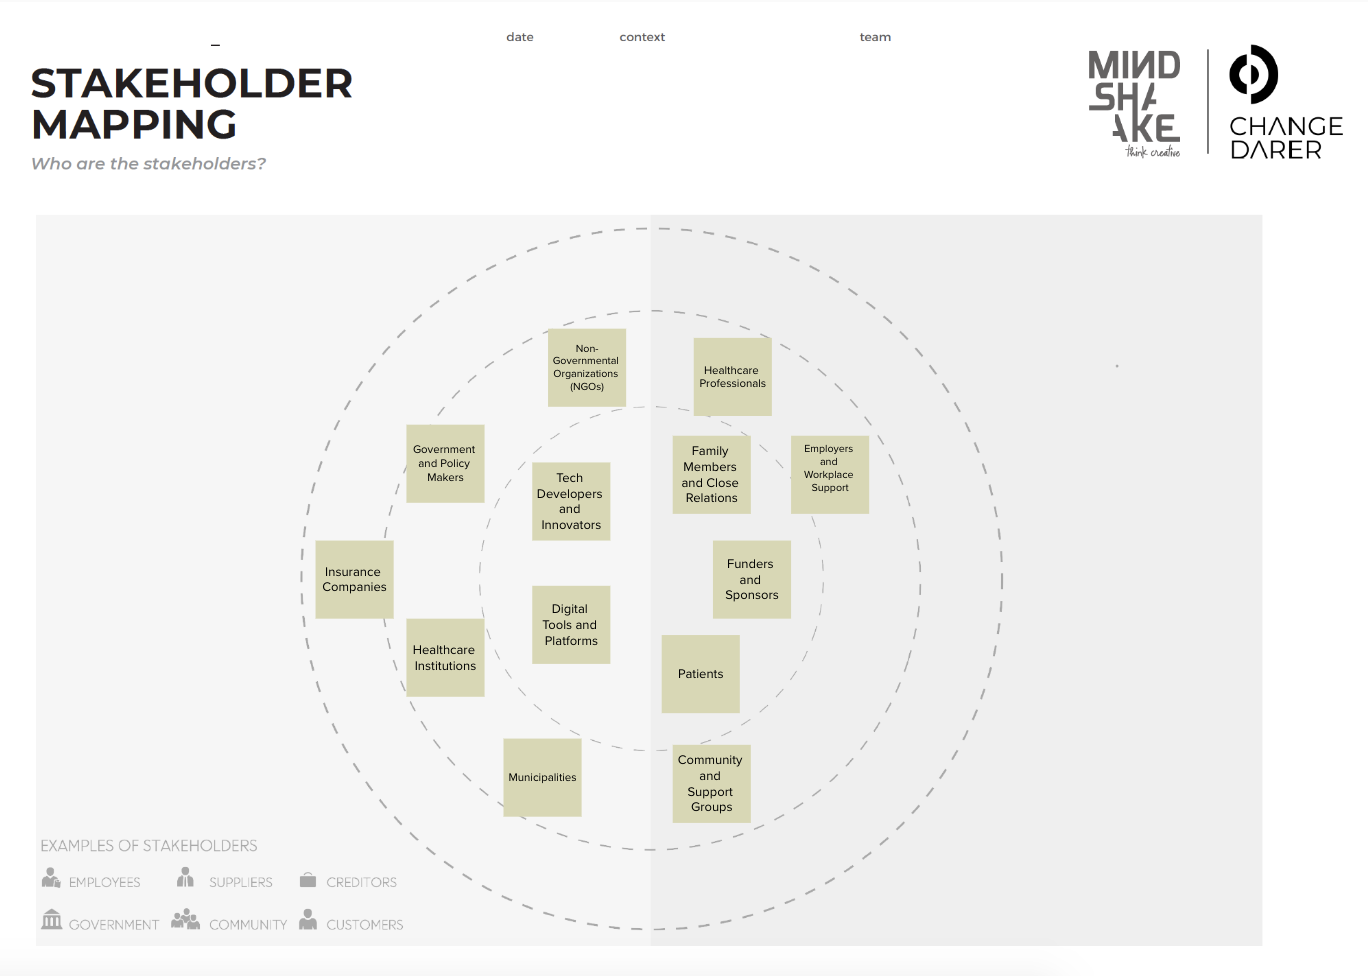 date
context
team
STAKEHOLDER
MAPPING
Who are the stakeholders?
MIND
SHA
AKE
think creative
CHANGE
DARER
Non-
Governmental
Organizations
(NGOs)
Healthcare
Professionals
Government
and Policy
Makers
Tech
Developers
and
Innovators
Family
Members
and Close
Relations
Employers
and
Workplace
Support
Insurance
Companies
Funders
and
Sponsors
Digital
Tools and
Platforms
Healthcare
Institutions
Patients
Municipalities
Community
and
Support
Groups
EXAMPLES OF STAKEHOLDERS
EMPLOYEES
SUPPLIERS
CREDITORS
GOVERNMENT
COMMUNITY
CUSTOMERS